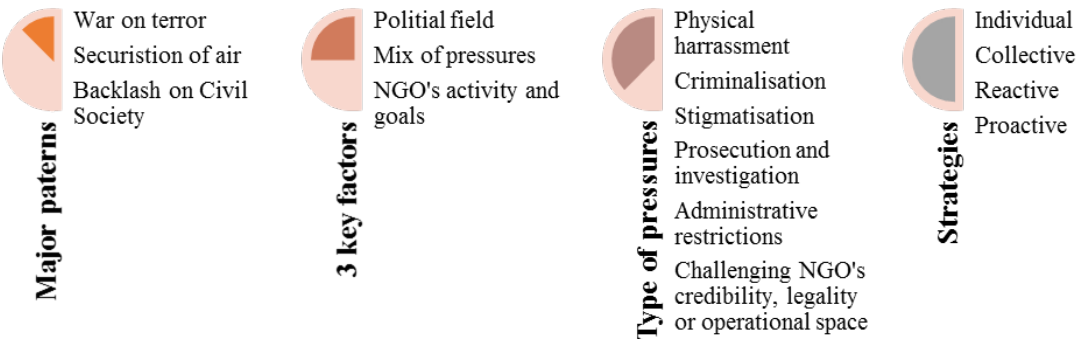 War on terror
Securistion of air
Backlash on Civil
Society
Major paterns
Politial field
Mix of pressures
NGO's activity and
goals
3 key factors
Physical
harrassment
Criminalisation
Stigmatisation
Prosecution and
investigation
Administrative
restrictions
Challenging NGO's
credibility, legality
or operational space
Type of pressures
Individual
Collective
Reactive
Proactive
Strategies